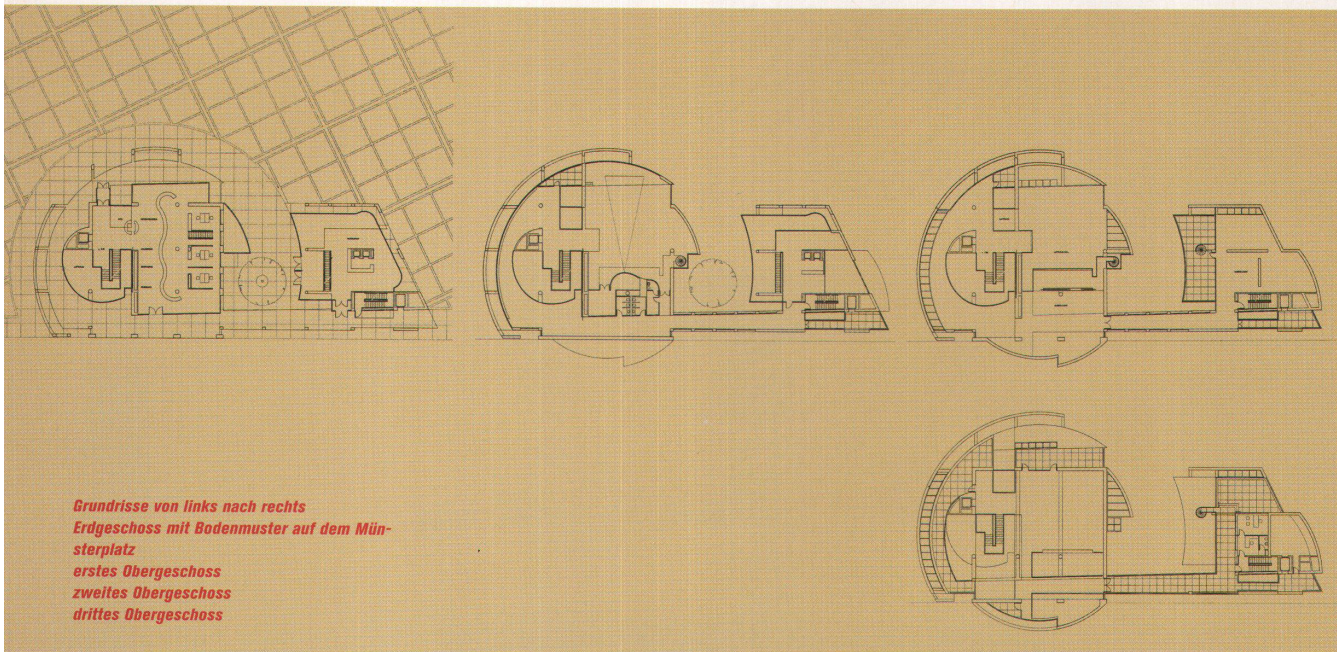 Grundrisse von links nach rechts
Erdgeschoss mit Bodenmuster auf dem Mün-
sterplatz
erstes Obergeschoss
zweites Obergeschoss
drittes Obergeschoss